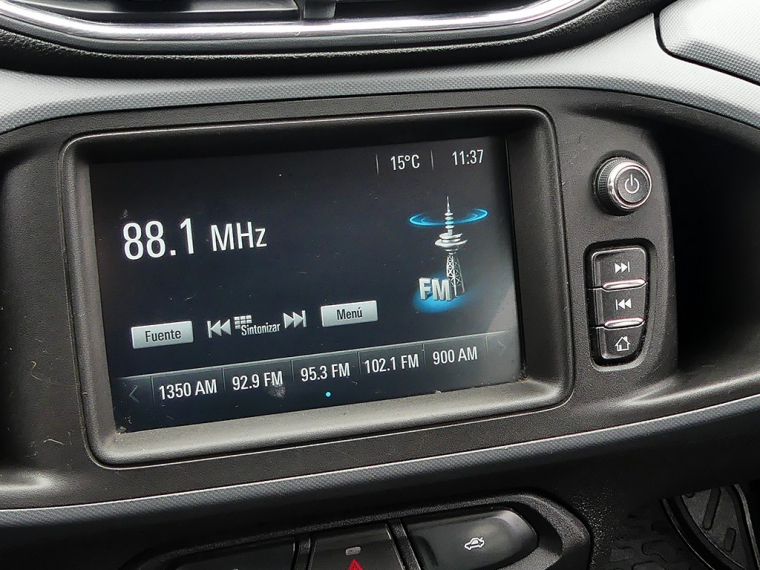 15°C 11:37
88.1 MHz
FM
Fuente Sintonizar Menú
1350 AM 92.9 FM 95.3 FM 102.1 FM 900 AM